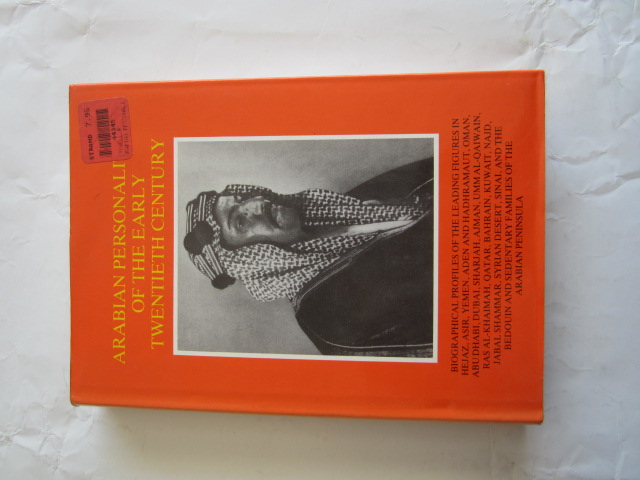 ARABIAN PERSONALI
OF THE EARLY
TWENTIETH CENTURY
STRAND 7.95
BIOGRAPHICAL PROFILES OF THE LEADING FIGURES IN
HEJAZ, ASIR, YEMEN, ADEN AND HADHRAMAUT, OMAN,
ABU DHABI, DUBAI, SHARJAH, AJMAN, UMM AL-QAIWAIN,
RAS AL-KHAIMAH, QATAR, BAHRAIN, KUWAIT, NAJD,
JABAL SHAMMAR, SYRIAN DESERT, SINAI, AND THE
BEDOUIN AND SEDENTARY FAMILIES OF THE
ARABIAN PENINSULA